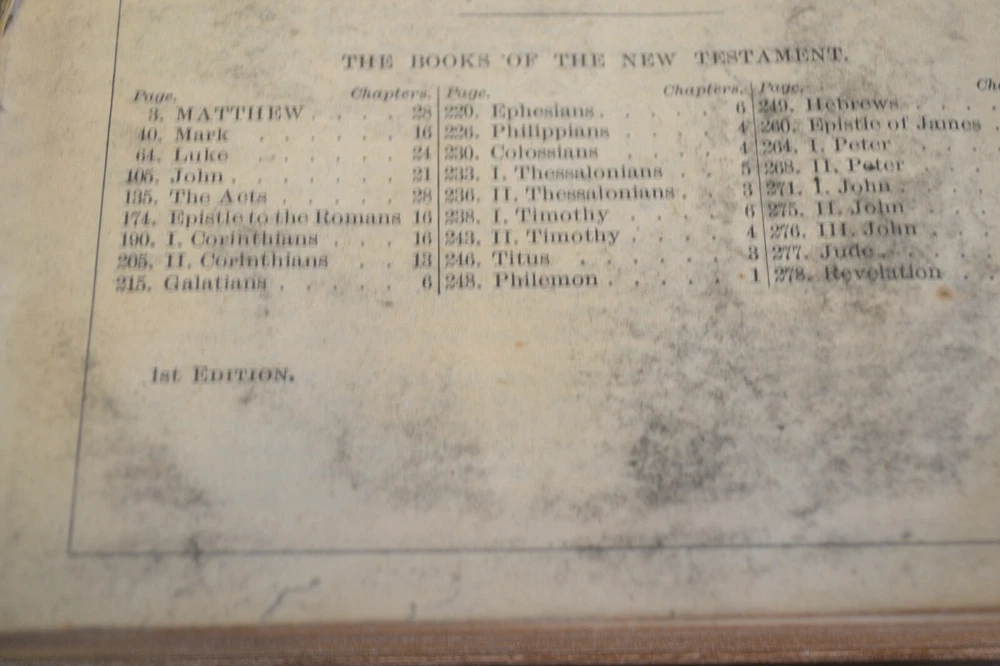 THE BOOKS OF THE NEW TESTAMENT.
Page. Chapters.
3. MATTHEW . . . . 28
40. Mark . . . . . . 16
64. Luke . . . . . . 24
105. John . . . . . . . 21
135. The Acts . . . . . 28
174. Epistle to the Romans 16
190. I. Corinthians . . . 16
205. II. Corinthians . . 13
215. Galatians . . . . . 6
Page. Chapters.
220. Ephesians . . . . . 6
226. Philippians . . . . 4
230. Colossians . . . . 4
233. I. Thessalonians . . 5
236. II. Thessalonians . . 3
238. I. Timothy . . . . 6
243. II. Timothy . . . . 4
246. Titus . . . . . . 3
248. Philemon . . . . . 1
Page. Ch
249. Hebrews . . . .
260. Epistle of James .
264. I. Peter . . . .
268. II. Peter . . . .
271. I. John . . . .
275. II. John . . . .
276. III. John . . . .
277. Jude . . . . .
278. Revelation . .
1st EDITION.